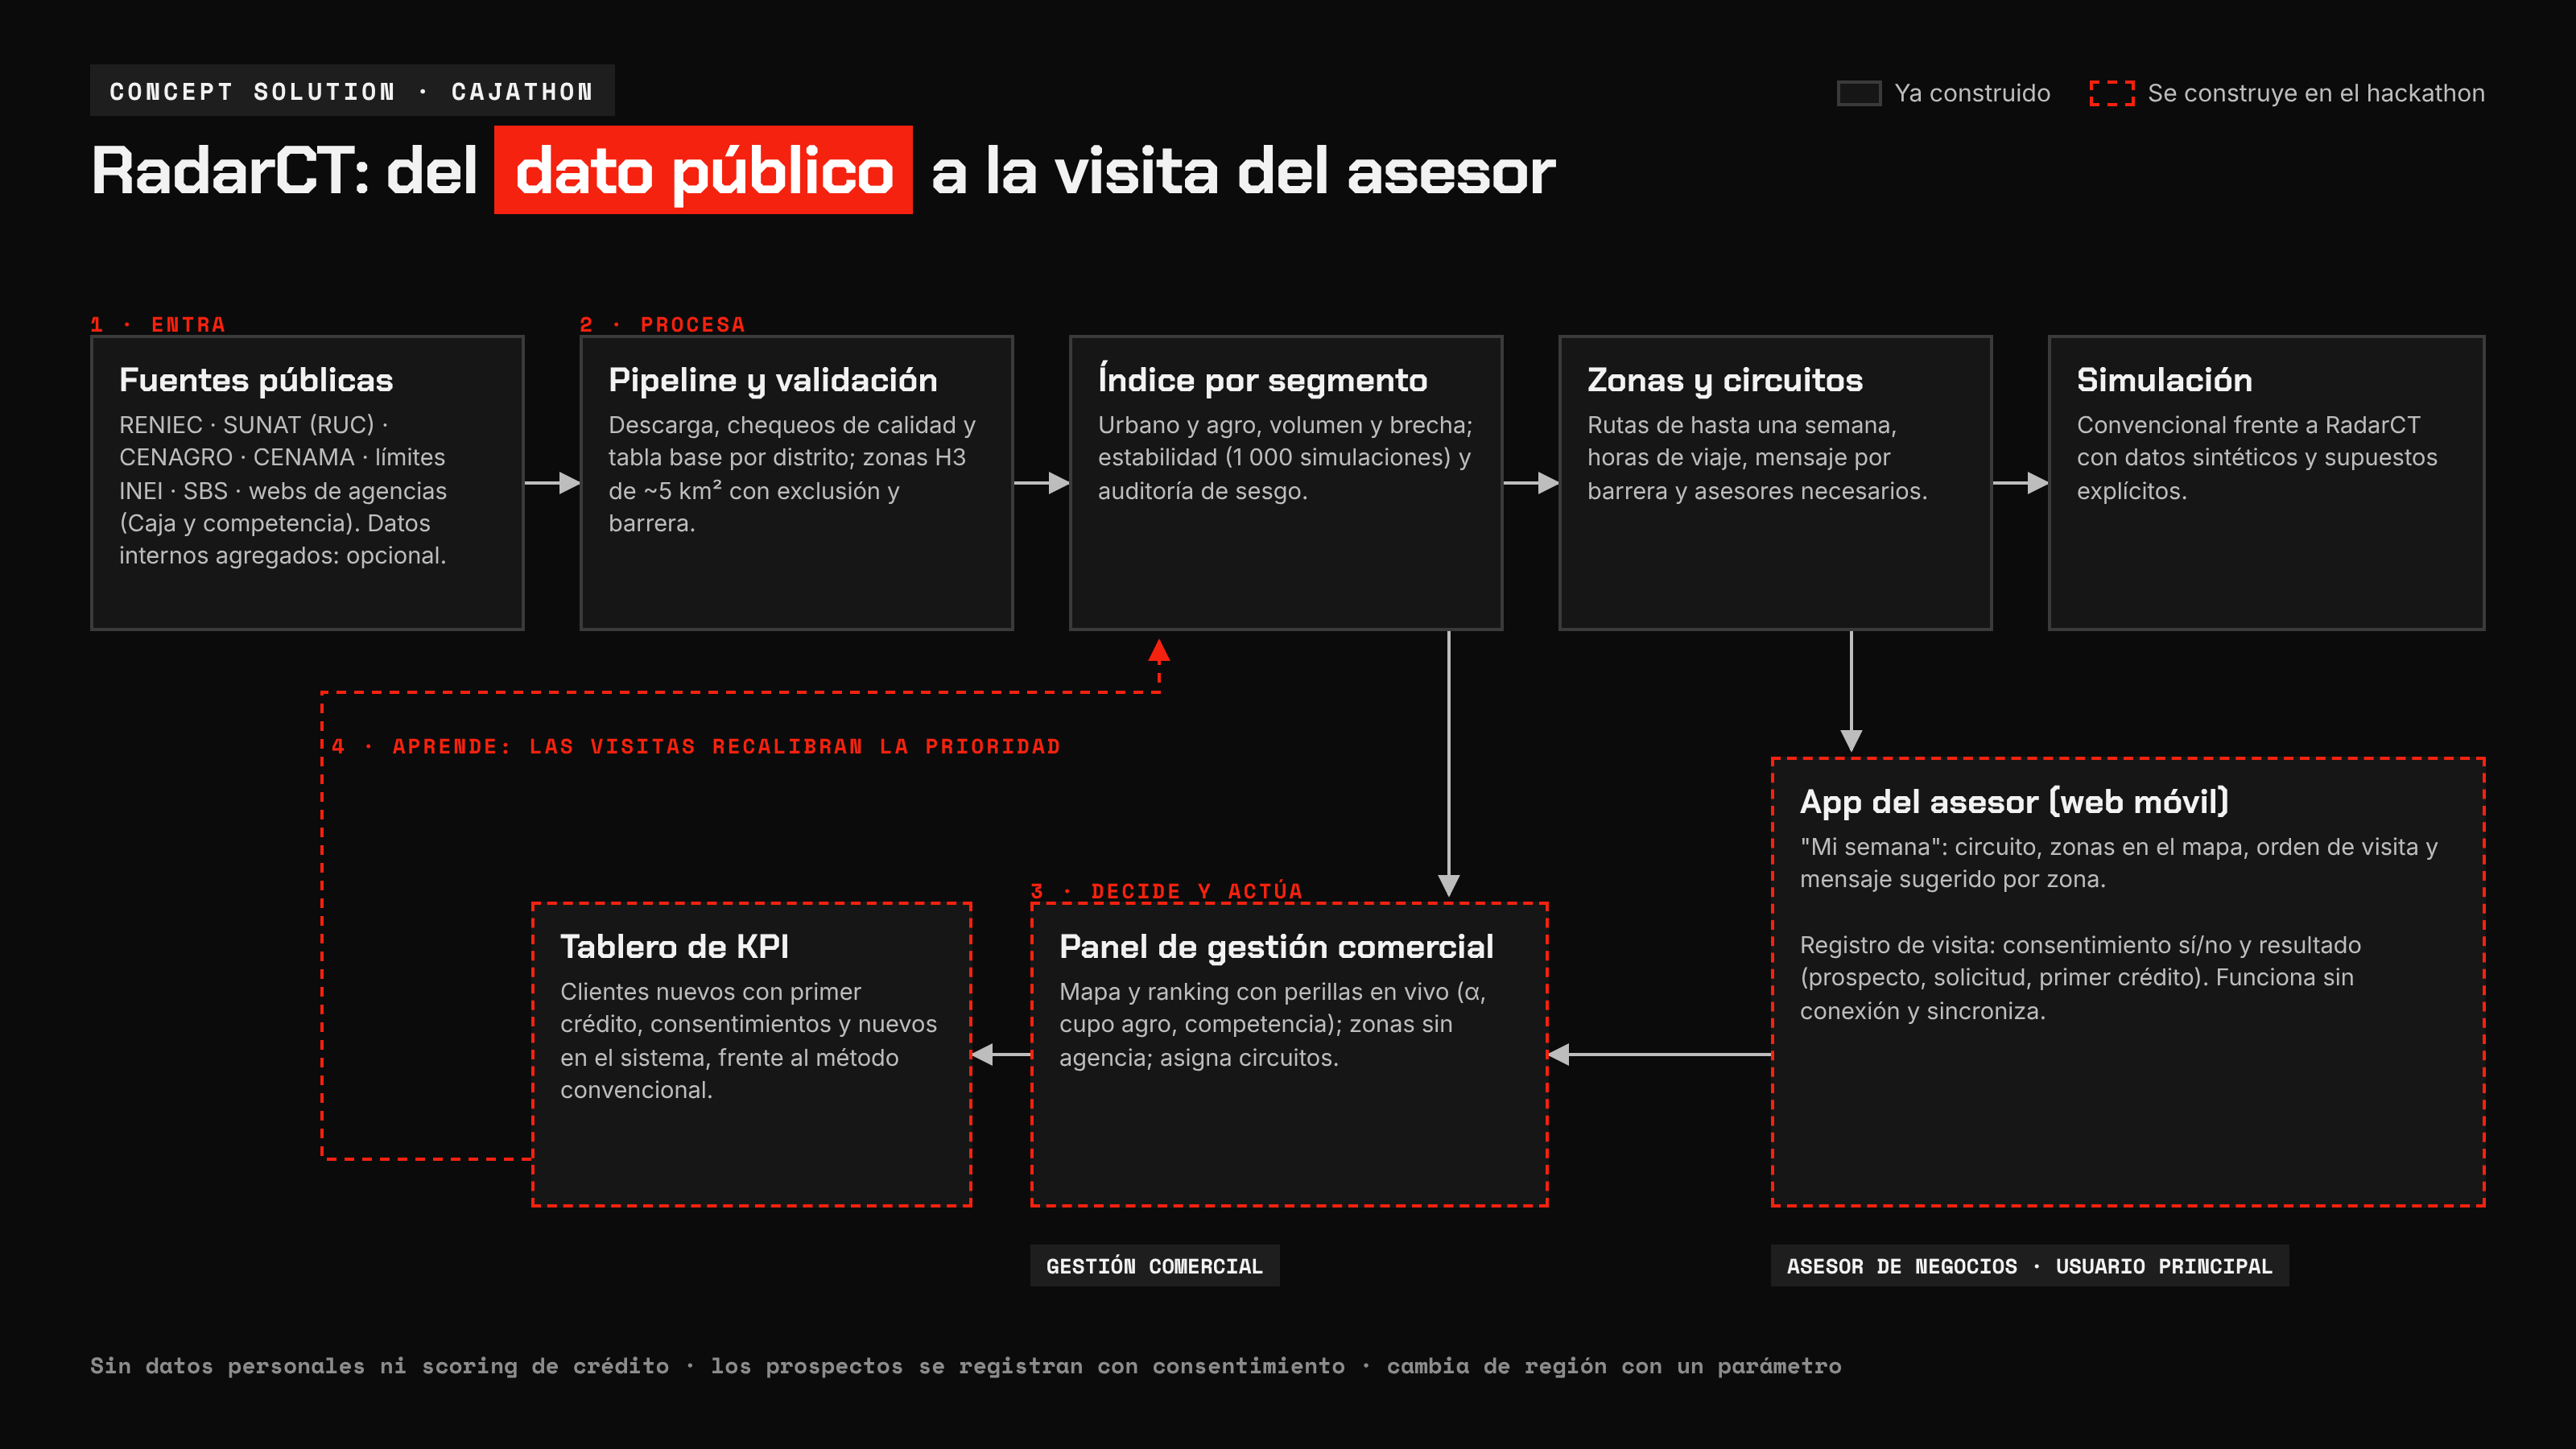 CONCEPT SOLUTION · CAJATHON
Ya construido
Se construye en el hackathon
RadarCT: del dato público a la visita del asesor
1 · ENTRA
Fuentes públicas
RENIEC · SUNAT (RUC) ·
CENAGRO · CENAMA · límites
INEI · SBS · webs de agencias
(Caja y competencia). Datos
internos agregados: opcional.
2 · PROCESA
Pipeline y validación
Descarga, chequeos de calidad y
tabla base por distrito; zonas H3
de ~5 km² con exclusión y
barrera.
Índice por segmento
Urbano y agro, volumen y brecha;
estabilidad (1 000 simulaciones) y
auditoría de sesgo.
Zonas y circuitos
Rutas de hasta una semana,
horas de viaje, mensaje por
barrera y asesores necesarios.
Simulación
Convencional frente a RadarCT
con datos sintéticos y supuestos
explícitos.
4 · APRENDE: LAS VISITAS RECALIBRAN LA PRIORIDAD
App del asesor (web móvil)
"Mi semana": circuito, zonas en el mapa, orden de visita y
mensaje sugerido por zona.
Registro de visita: consentimiento sí/no y resultado
(prospecto, solicitud, primer crédito). Funciona sin
conexión y sincroniza.
3 · DECIDE Y ACTÚA
Panel de gestión comercial
Mapa y ranking con perillas en vivo (α,
cupo agro, competencia); zonas sin
agencia; asigna circuitos.
Tablero de KPI
Clientes nuevos con primer
crédito, consentimientos y nuevos
en el sistema, frente al método
convencional.
GESTIÓN COMERCIAL
ASESOR DE NEGOCIOS · USUARIO PRINCIPAL
Sin datos personales ni scoring de crédito · los prospectos se registran con consentimiento · cambia de región con un parámetro